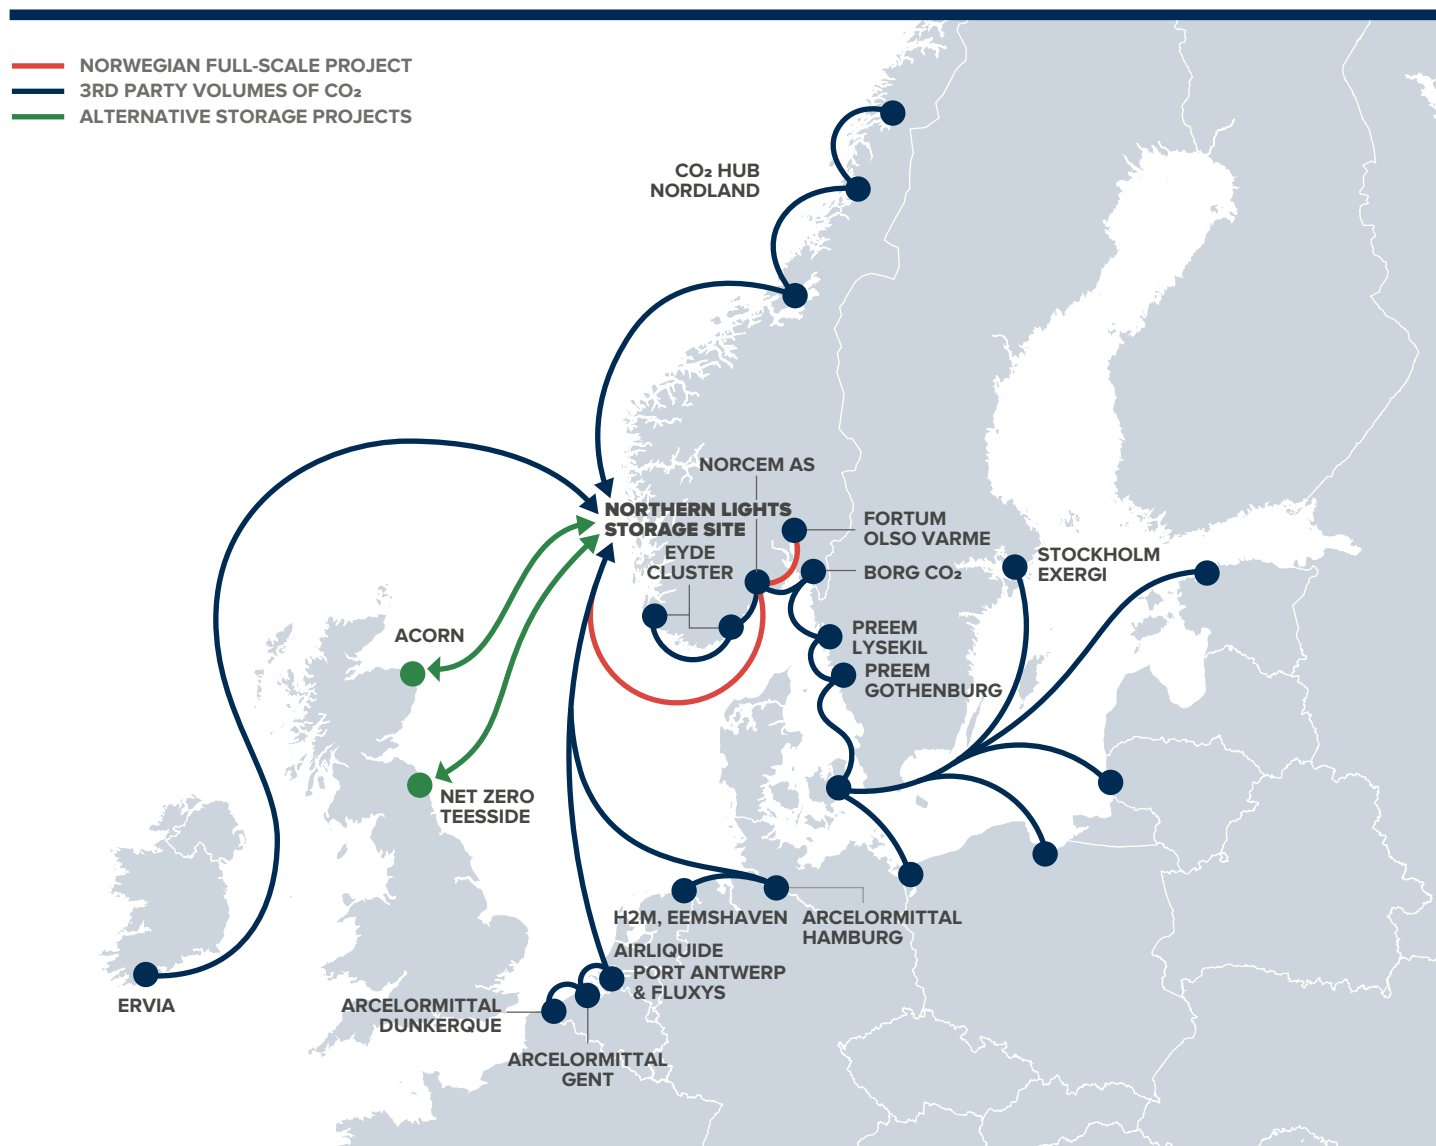 NORWEGIAN FULL-SCALE PROJECT
3RD PARTY VOLUMES OF CO₂
ALTERNATIVE STORAGE PROJECTS
CO₂ HUB
NORDLAND
NORCEM AS
NORTHERN LIGHTS
STORAGE SITE
FORTUM
OLSO VARME
EYDE
CLUSTER
BORG CO₂
STOCKHOLM
EXERGI
ACORN
PREEM
LYSEKIL
PREEM
GOTHENBURG
NET ZERO
TEESSIDE
H2M, EEMSHAVEN
ARCELORMITTAL
HAMBURG
AIRLIQUIDE
PORT ANTWERP
& FLUXYS
ERVIA
ARCELORMITTAL
DUNKERQUE
ARCELORMITTAL
GENT